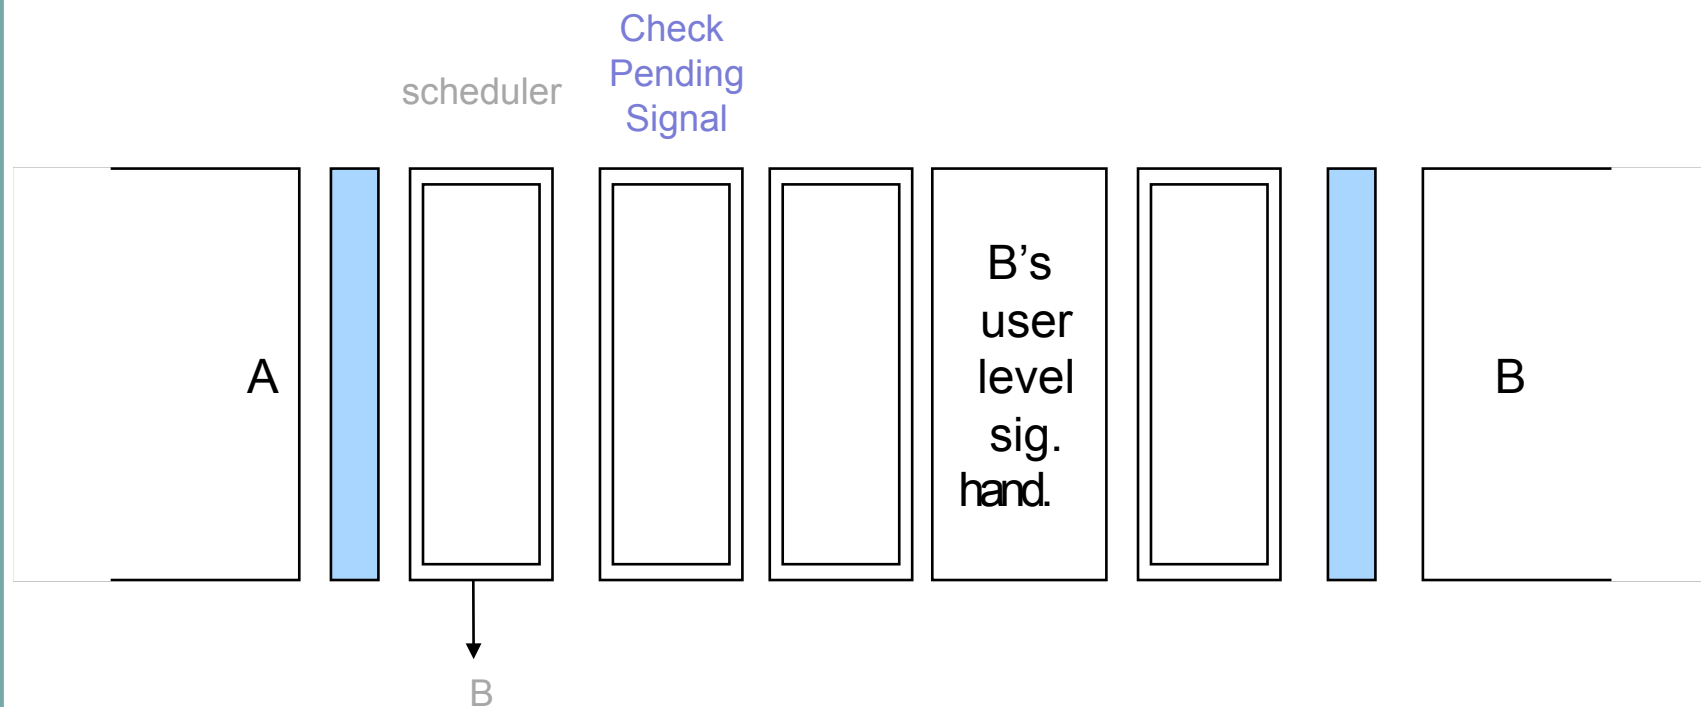 scheduler
Check
Pending
Signal
A
B’s
user
level
sig.
hand.
B
B